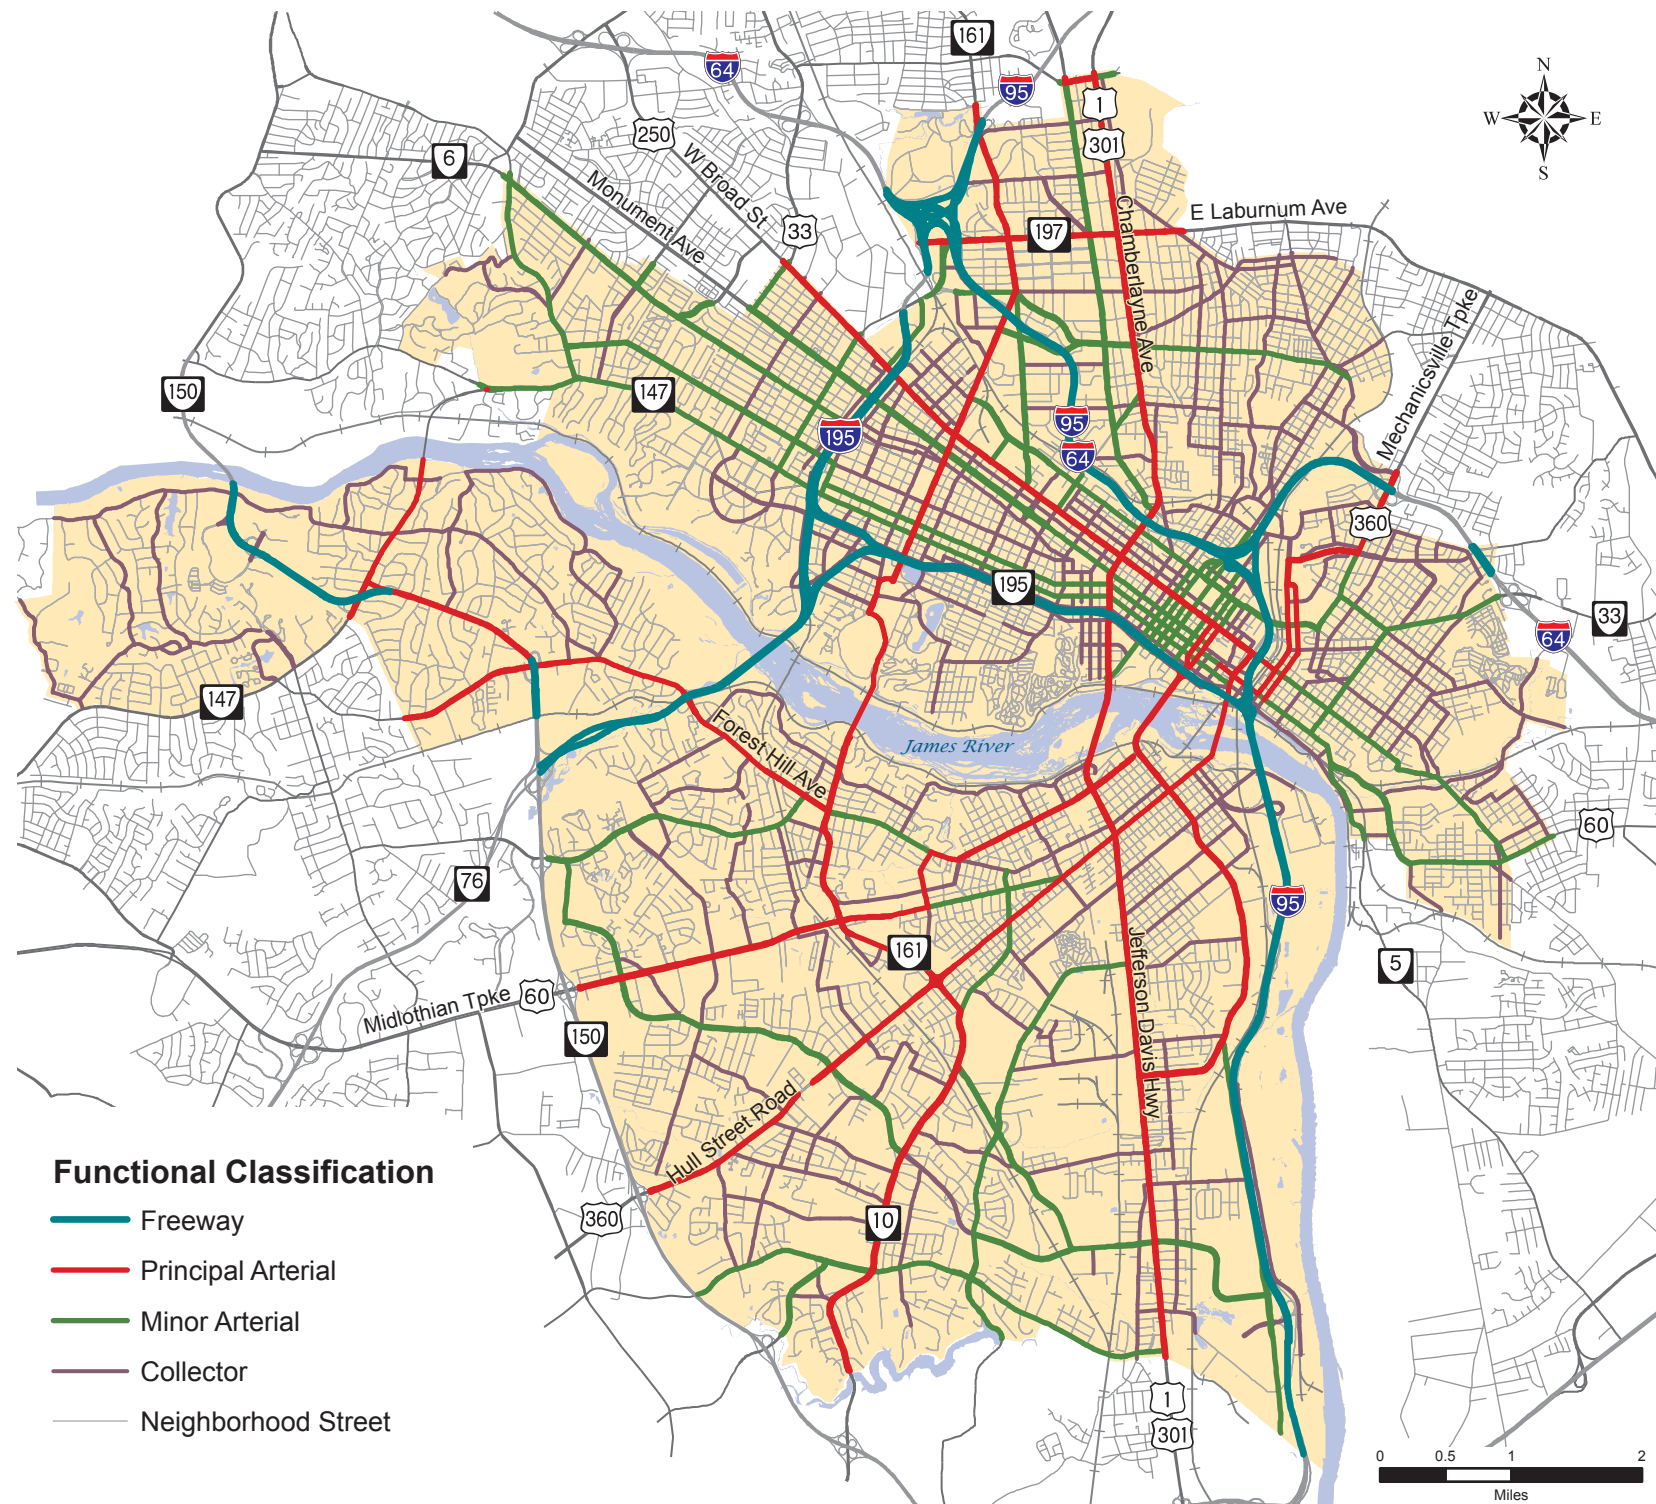 161
64
95
1
N
W
E
S
250
301
6
W Broad St
Monument Ave
33
E Laburnum Ave
197
Chamberlayne Ave
Mechanicsville Tpke
150
147
195
95
64
360
195
33
64
147
Forest Hill Ave
James River
60
76
95
161
Jefferson Davis Hwy
5
60
Midlothian Tpke
150
Hull Street Road
Functional Classification
Freeway
360
10
Principal Arterial
Minor Arterial
Collector
1
Neighborhood Street
301
0 0.5 1 2
Miles